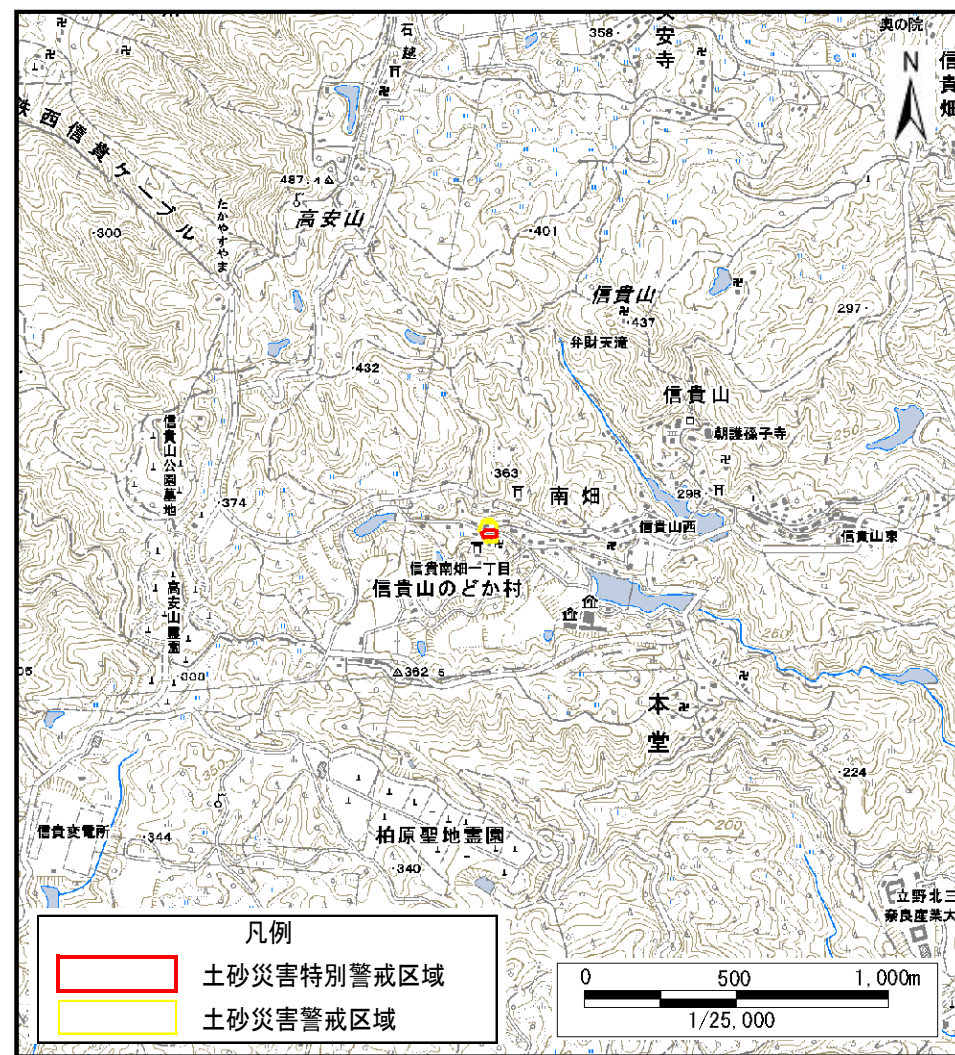 奥の院
358
石越
久安寺
N
信貴畑
鉄西信貴ケーブル
487.4
たかやすやま
高安山
300
401
信貴山
437
297
弁財天滝
432
信貴山
朝護孫子寺
250
信貴山公園墓地
363
374
南畑
298
信貴山西
信貴山東
信貴南畑一丁目
信貴山のどか村
高安山霊園
260
362.5
本堂
224
信貴変電所
344
柏原聖地霊園
340
200
立野北三
奈良産業大
凡例
土砂災害特別警戒区域
土砂災害警戒区域
0 500 1,000m
1/25,000